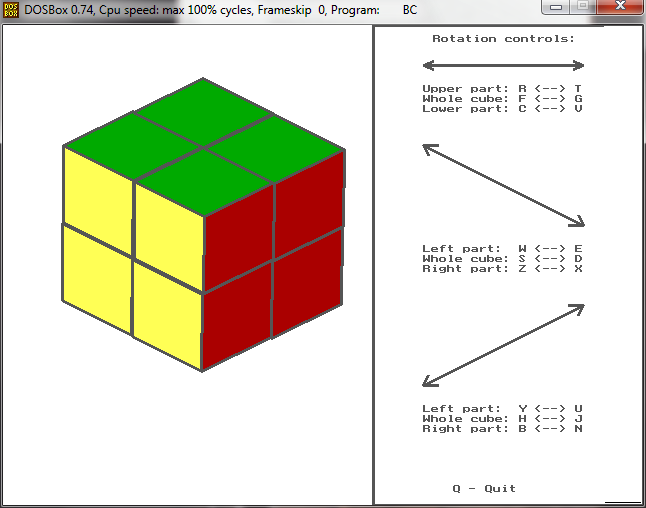 DOS
BOX
DOSBox 0.74, Cpu speed: max 100% cycles, Frameskip 0, Program: BC
Rotation controls:
Upper part: R <--> T
Whole cube: F <--> G
Lower part: C <--> V
Left part: W <--> E
Whole cube: S <--> D
Right part: Z <--> X
Left part: Y <--> U
Whole cube: H <--> J
Right part: B <--> N
Q - Quit